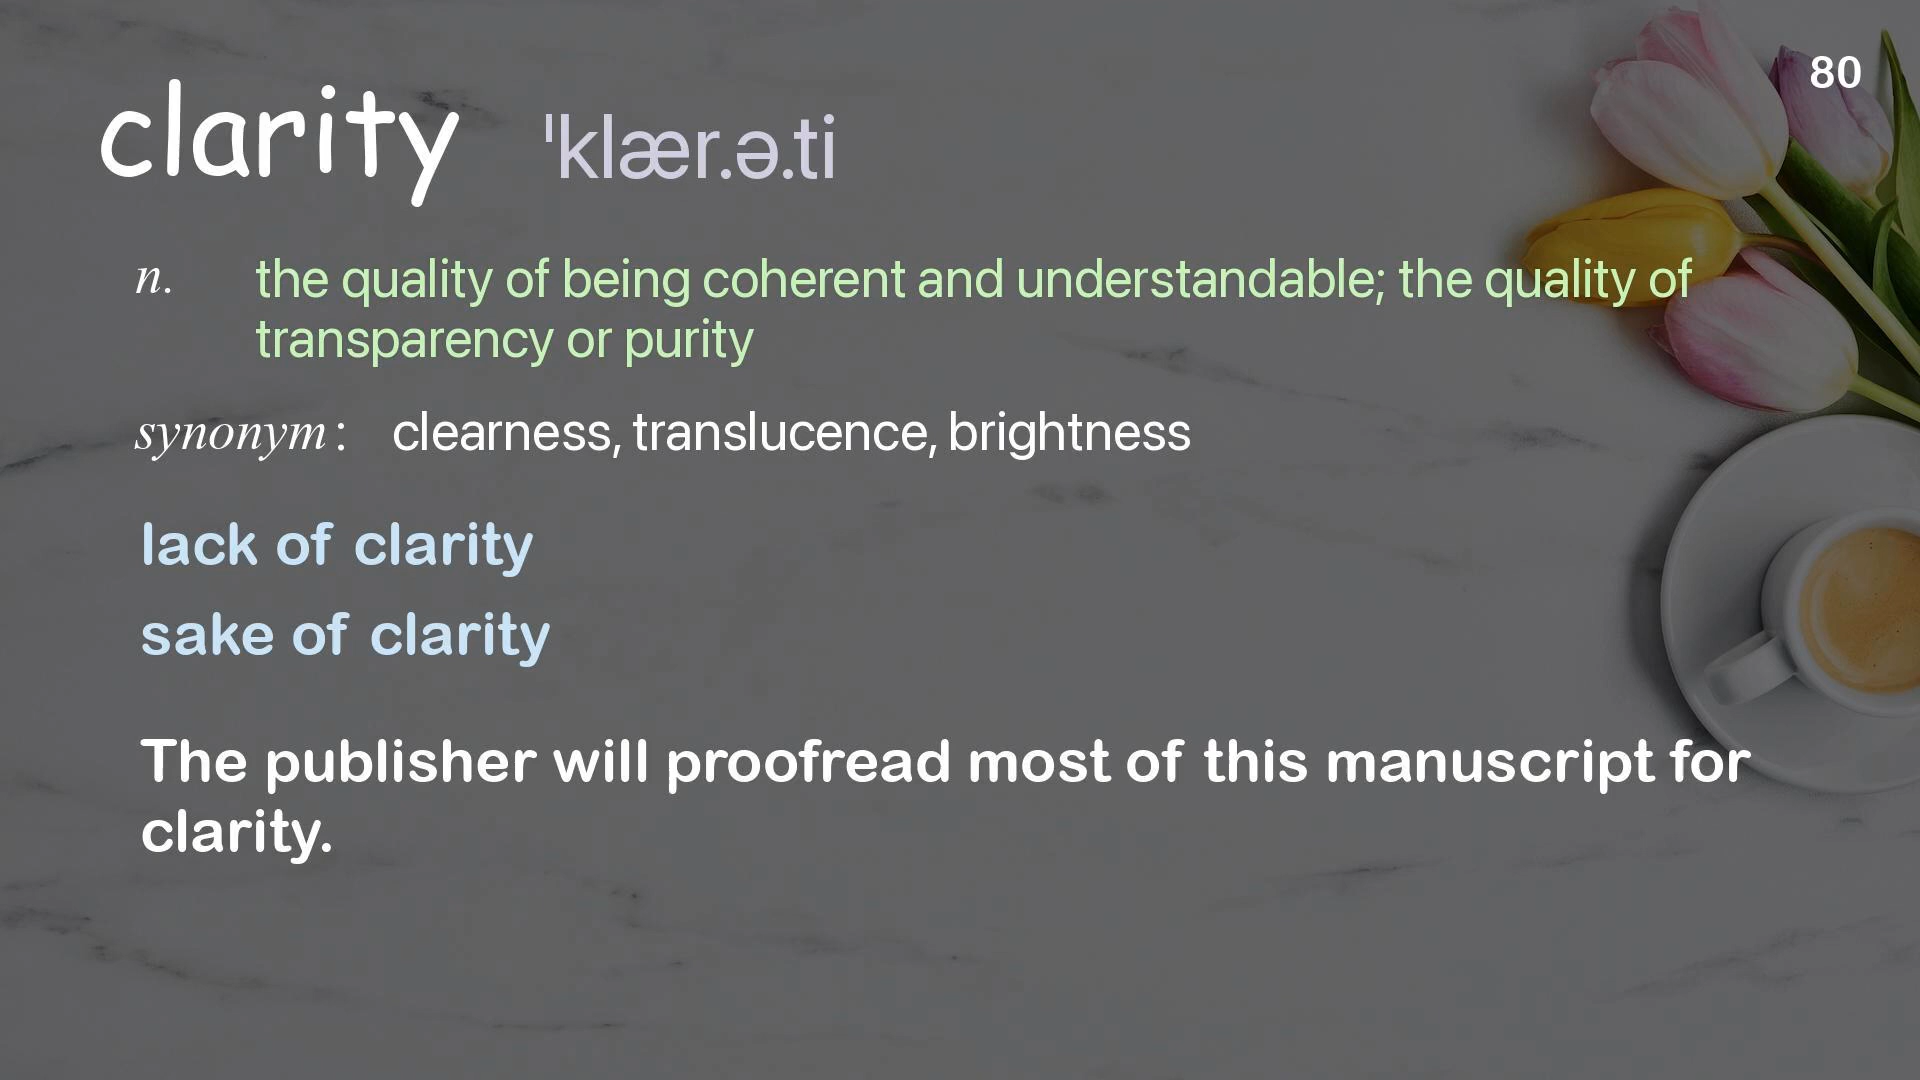 80
clarity ˈklær.ə.ti
n. the quality of being coherent and understandable; the quality of
transparency or purity
synonym: clearness, translucence, brightness
lack of clarity
sake of clarity
The publisher will proofread most of this manuscript for
clarity.